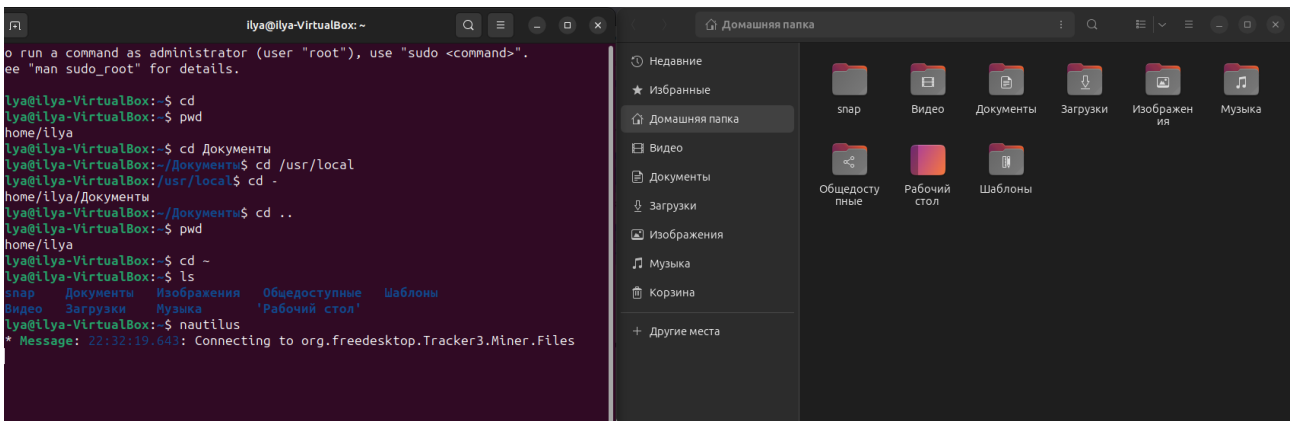 ilya@ilya-VirtualBox: ~
o run a command as administrator (user "root"), use "sudo <command>".
ee "man sudo_root" for details.
lya@ilya-VirtualBox:~$ cd
lya@ilya-VirtualBox:~$ pwd
home/ilya
lya@ilya-VirtualBox:~$ cd Документы
lya@ilya-VirtualBox:~/Документы$ cd /usr/local
lya@ilya-VirtualBox:/usr/local$ cd -
home/ilya/Документы
lya@ilya-VirtualBox:~/Документы$ cd ..
lya@ilya-VirtualBox:~$ pwd
home/ilya
lya@ilya-VirtualBox:~$ cd ~
lya@ilya-VirtualBox:~$ ls
snap Документы Изображения Общедоступные Шаблоны
Видео Загрузки Музыка 'Рабочий стол'
lya@ilya-VirtualBox:~$ nautilus
* Message: 22:32:19.643: Connecting to org.freedesktop.Tracker3.Miner.Files
Домашняя папка
Недавние
Избранные
Домашняя папка
Видео
Документы
Загрузки
Изображения
Музыка
Корзина
+ Другие места
snap Видео Документы Загрузки Изображен Музыка
ия
Общедосту Рабочий Шаблоны
пные стол